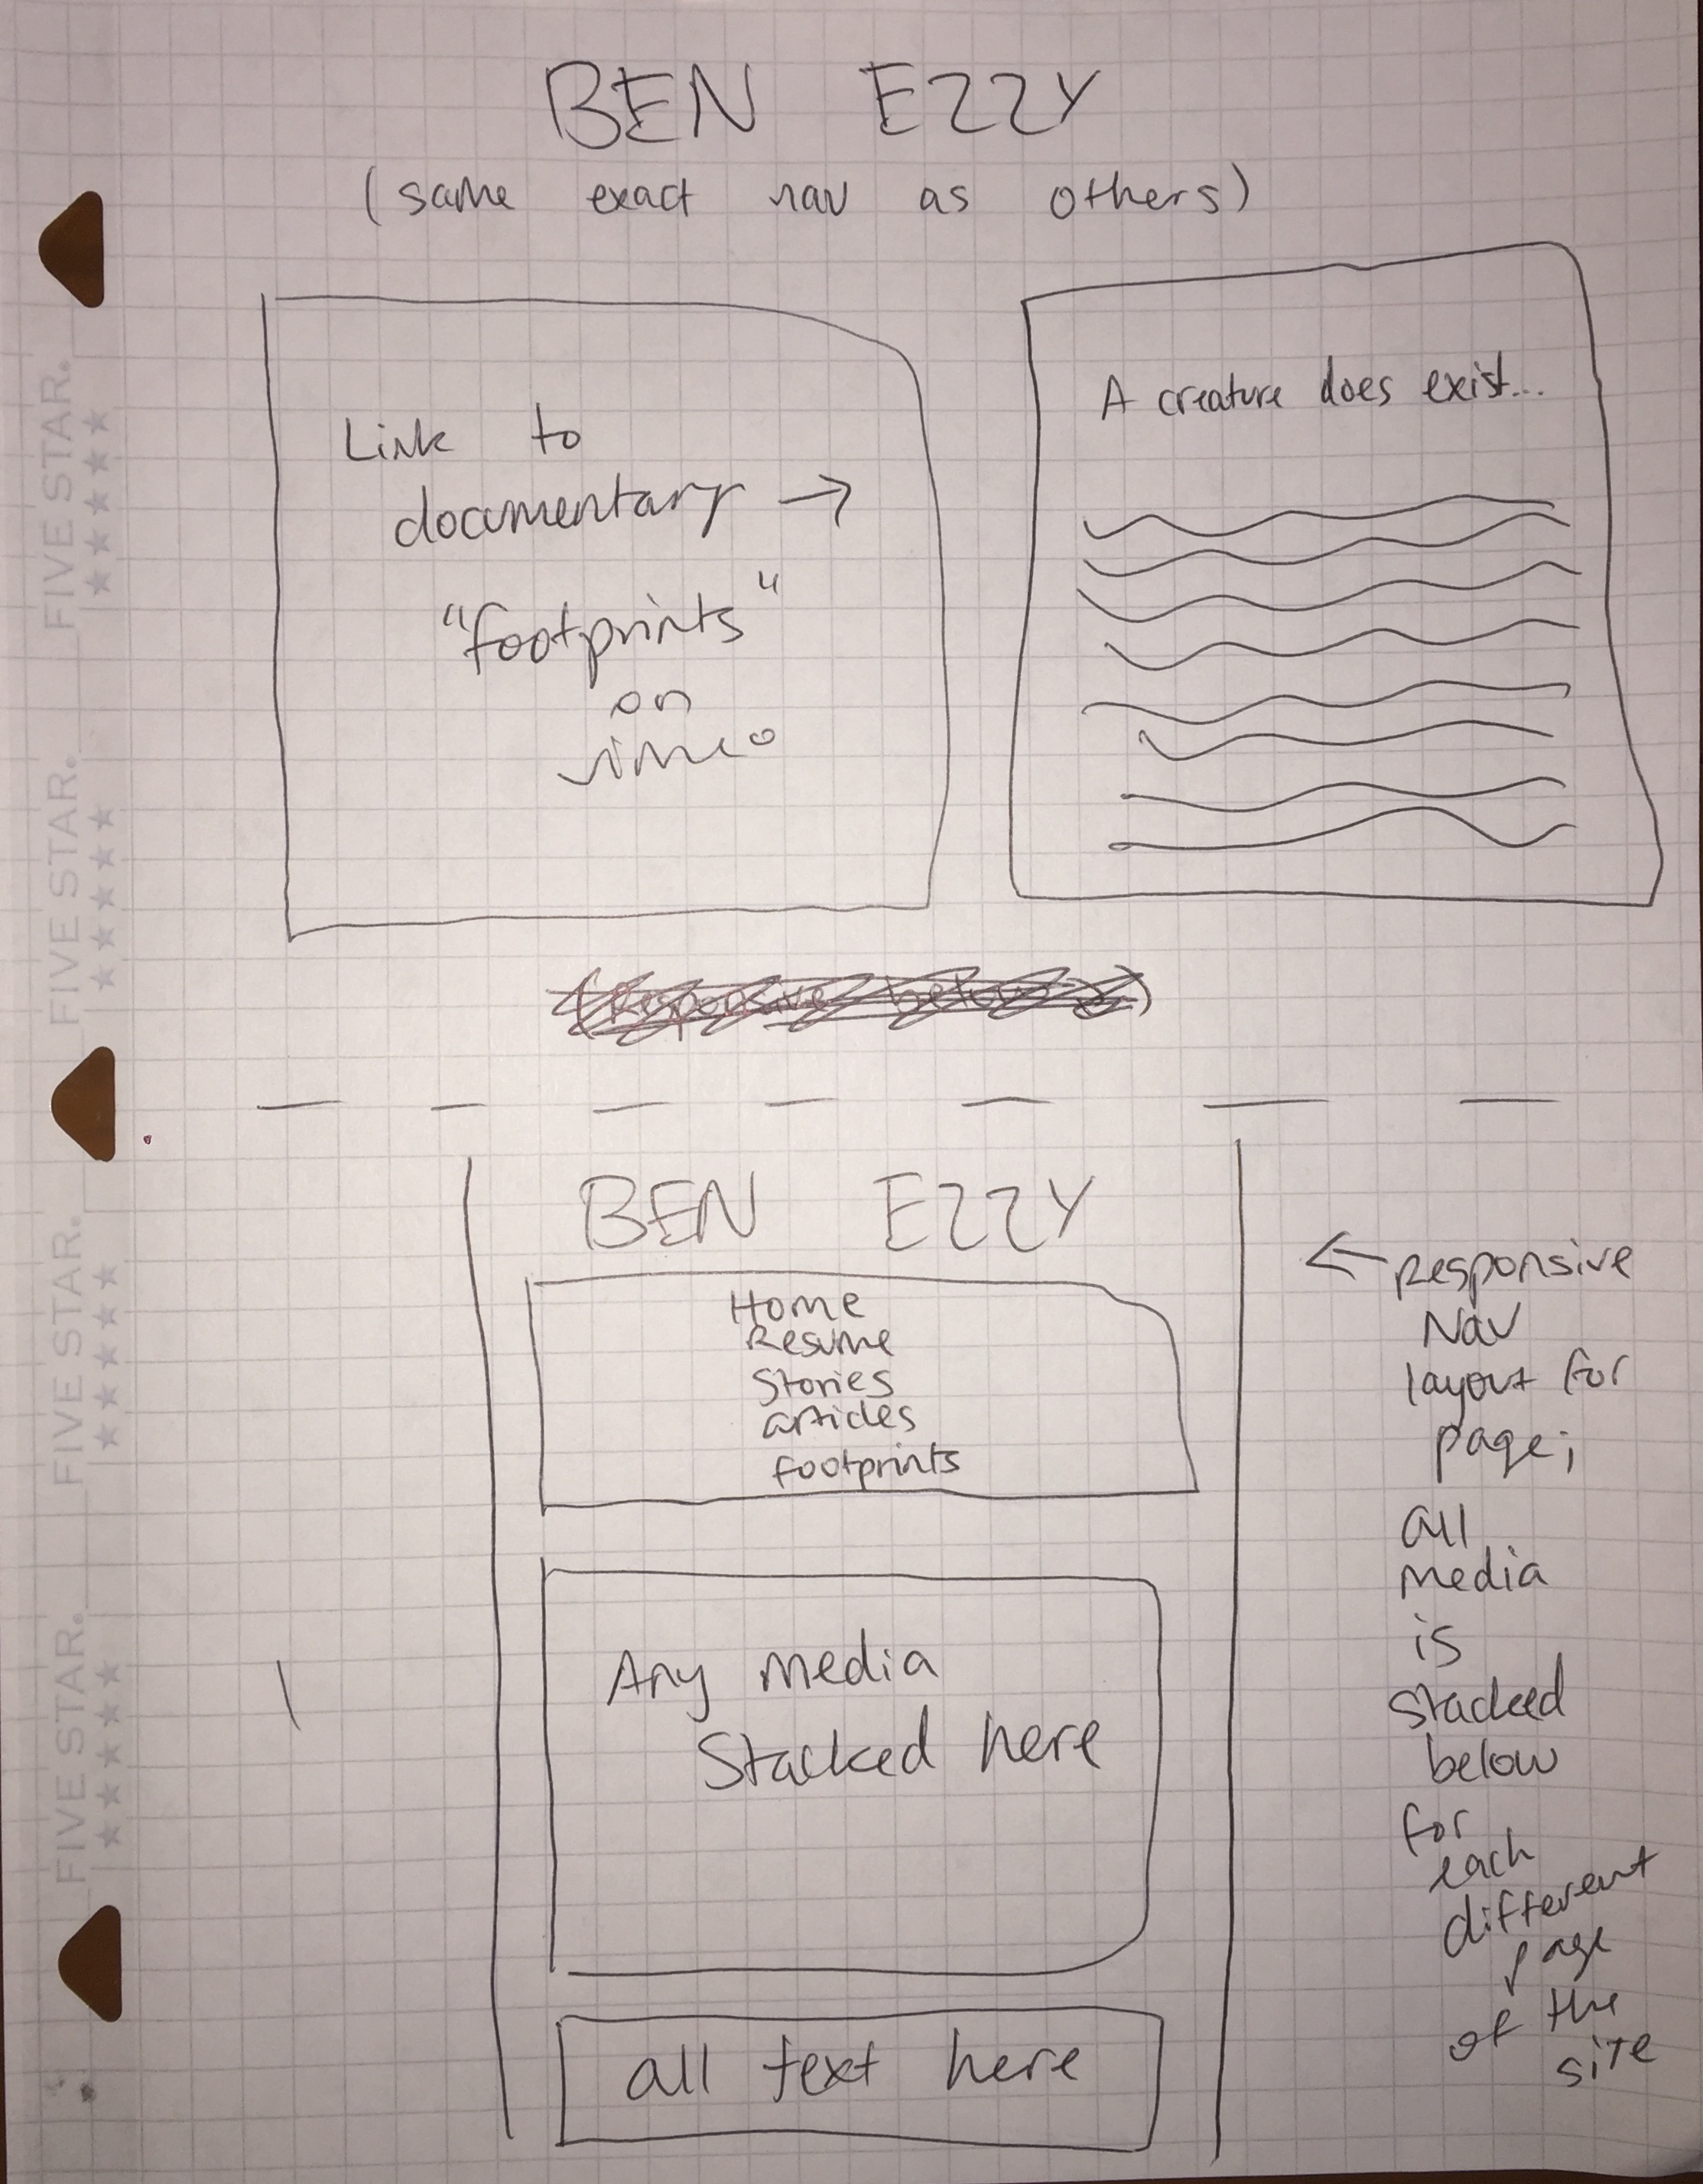 BEN EZZY
(same exact nav as others)
Link to
documentary →
"footprints"
on
vimeo
A creature does exist...
(Responsive below)
BEN EZZY
Home
Resume
Stories
articles
footprints
Any media
Stacked here
all text here
← Responsive
Nav
layout for
page;
all
media
is
stacked
below
for
each
different
page
of the
site
FIVE STAR.
FIVE STAR.
FIVE STAR.
FIVE STAR.